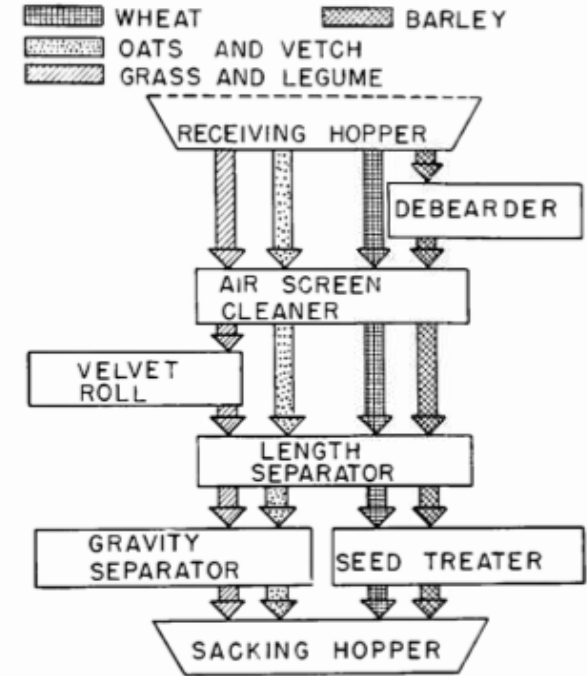 WHEAT
BARLEY
OATS AND VETCH
GRASS AND LEGUME
RECEIVING HOPPER
DEBEARDER
AIR SCREEN
CLEANER
VELVET
ROLL
LENGTH
SEPARATOR
GRAVITY
SEPARATOR
SEED TREATER
SACKING HOPPER